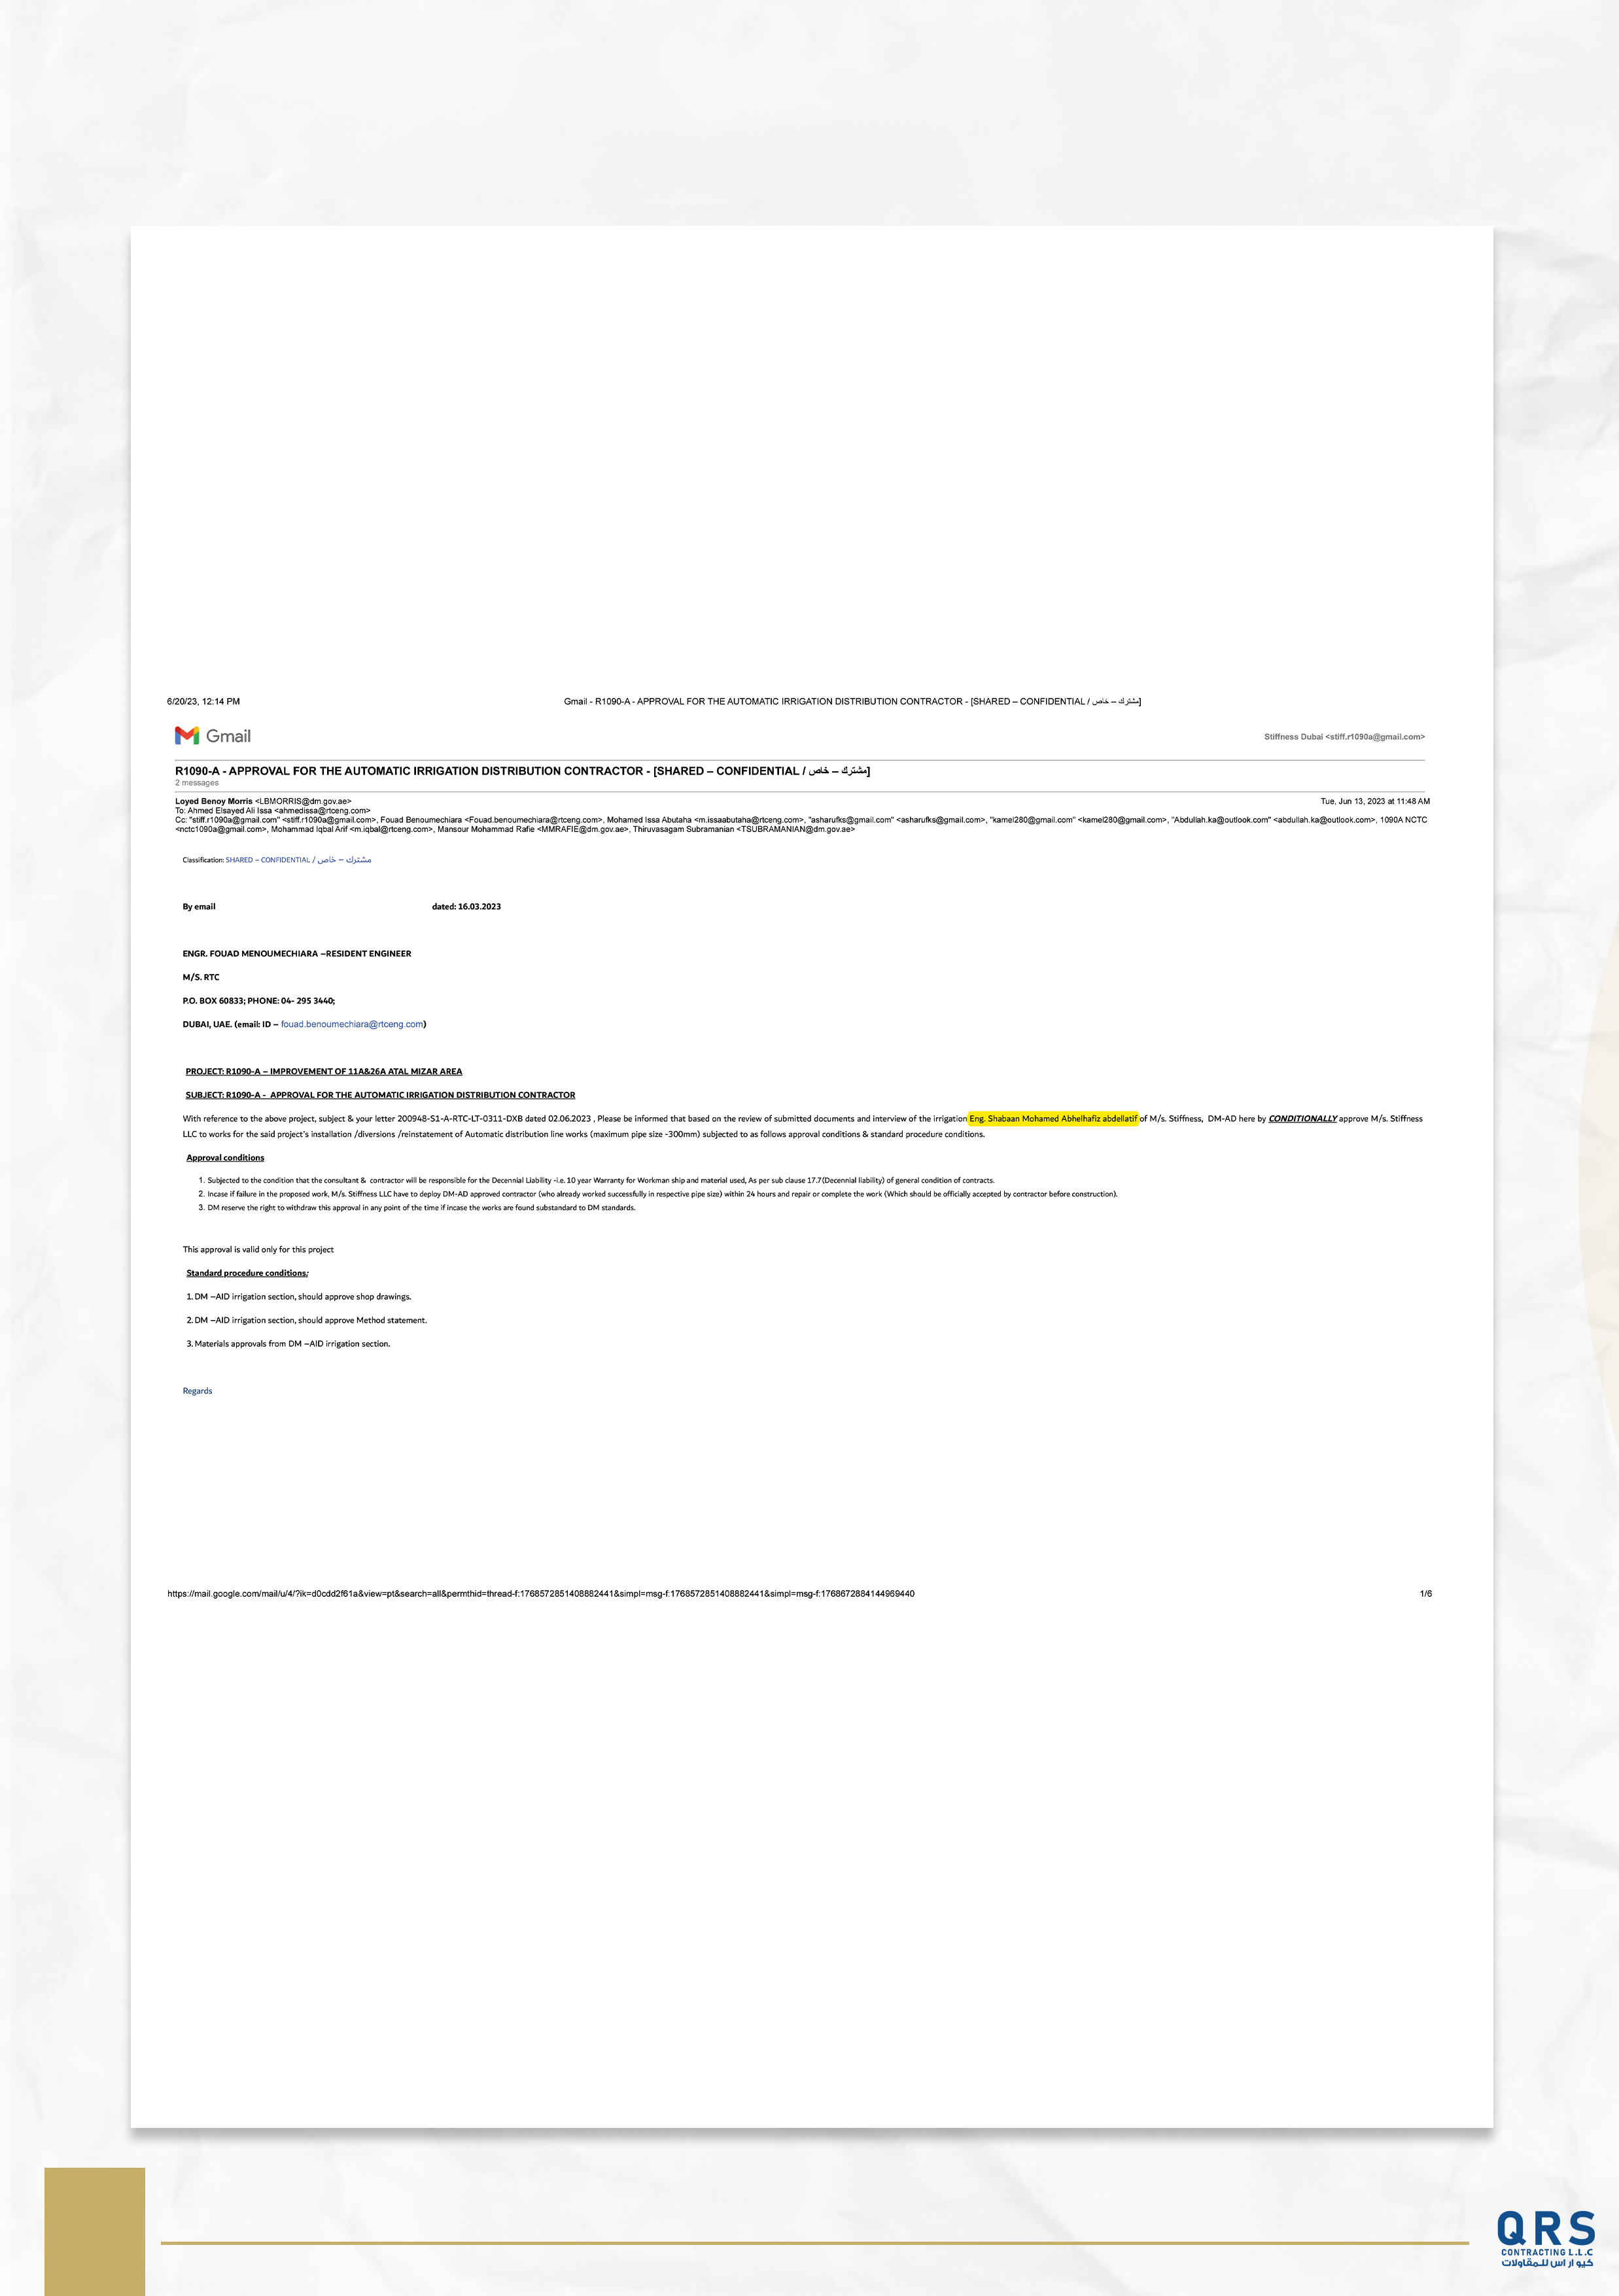 6/20/23, 12:14 PM
Gmail - R1090-A - APPROVAL FOR THE AUTOMATIC IRRIGATION DISTRIBUTION CONTRACTOR - [SHARED – CONFIDENTIAL / مشترك – خاص]
Gmail
Stiffness Dubai <stiff.r1090a@gmail.com>
R1090-A - APPROVAL FOR THE AUTOMATIC IRRIGATION DISTRIBUTION CONTRACTOR - [SHARED – CONFIDENTIAL / مشترك – خاص]
2 messages
Loyed Benoy Morris <LBMORRIS@dm.gov.ae>
Tue, Jun 13, 2023 at 11:48 AM
To: Ahmed Elsayed Ali Issa <ahmedissa@rtceng.com>
Cc: "stiff.r1090a@gmail.com" <stiff.r1090a@gmail.com>, Fouad Benoumechiara <Fouad.benoumechiara@rtceng.com>, Mohamed Issa Abutaha <m.issaabutaha@rtceng.com>, "asharufks@gmail.com" <asharufks@gmail.com>, "kamel280@gmail.com" <kamel280@gmail.com>, "Abdullah.ka@outlook.com" <abdullah.ka@outlook.com>, 1090A NCTC
<nctc1090a@gmail.com>, Mohammad Iqbal Arif <m.iqbal@rtceng.com>, Mansour Mohammad Rafie <MMRAFIE@dm.gov.ae>, Thiruvasagam Subramanian <TSUBRAMANIAN@dm.gov.ae>
Classification: SHARED – CONFIDENTIAL / مشترك – خاص
By email dated: 16.03.2023
ENGR. FOUAD MENOUMECHIARA –RESIDENT ENGINEER
M/S. RTC
P.O. BOX 60833; PHONE: 04- 295 3440;
DUBAI, UAE. (email: ID – fouad.benoumechiara@rtceng.com)
PROJECT: R1090-A – IMPROVEMENT OF 11A&26A ATAL MIZAR AREA
SUBJECT: R1090-A - APPROVAL FOR THE AUTOMATIC IRRIGATION DISTRIBUTION CONTRACTOR
With reference to the above project, subject & your letter 200948-S1-A-RTC-LT-0311-DXB dated 02.06.2023 , Please be informed that based on the review of submitted documents and interview of the irrigation Eng. Shabaan Mohamed Abhelhafiz abdellatif of M/s. Stiffness, DM-AD here by CONDITIONALLY approve M/s. Stiffness
LLC to works for the said project's installation /diversions /reinstatement of Automatic distribution line works (maximum pipe size -300mm) subjected to as follows approval conditions & standard procedure conditions.
Approval conditions
1. Subjected to the condition that the consultant & contractor will be responsible for the Decennial Liability -i.e. 10 year Warranty for Workman ship and material used, As per sub clause 17.7(Decennial liability) of general condition of contracts.
2. Incase if failure in the proposed work, M/s. Stiffness LLC have to deploy DM-AD approved contractor (who already worked successfully in respective pipe size) within 24 hours and repair or complete the work (Which should be officially accepted by contractor before construction).
3. DM reserve the right to withdraw this approval in any point of the time if incase the works are found substandard to DM standards.
This approval is valid only for this project
Standard procedure conditions:
1. DM –AID irrigation section, should approve shop drawings.
2. DM –AID irrigation section, should approve Method statement.
3. Materials approvals from DM –AID irrigation section.
Regards
https://mail.google.com/mail/u/4/?ik=d0cdd2f61a&view=pt&search=all&permthid=thread-f:1768572851408882441&simpl=msg-f:1768572851408882441&simpl=msg-f:1768672884144969440
1/6
QRS
CONTRACTING L.L.C
كيو ار اس للمقاولات